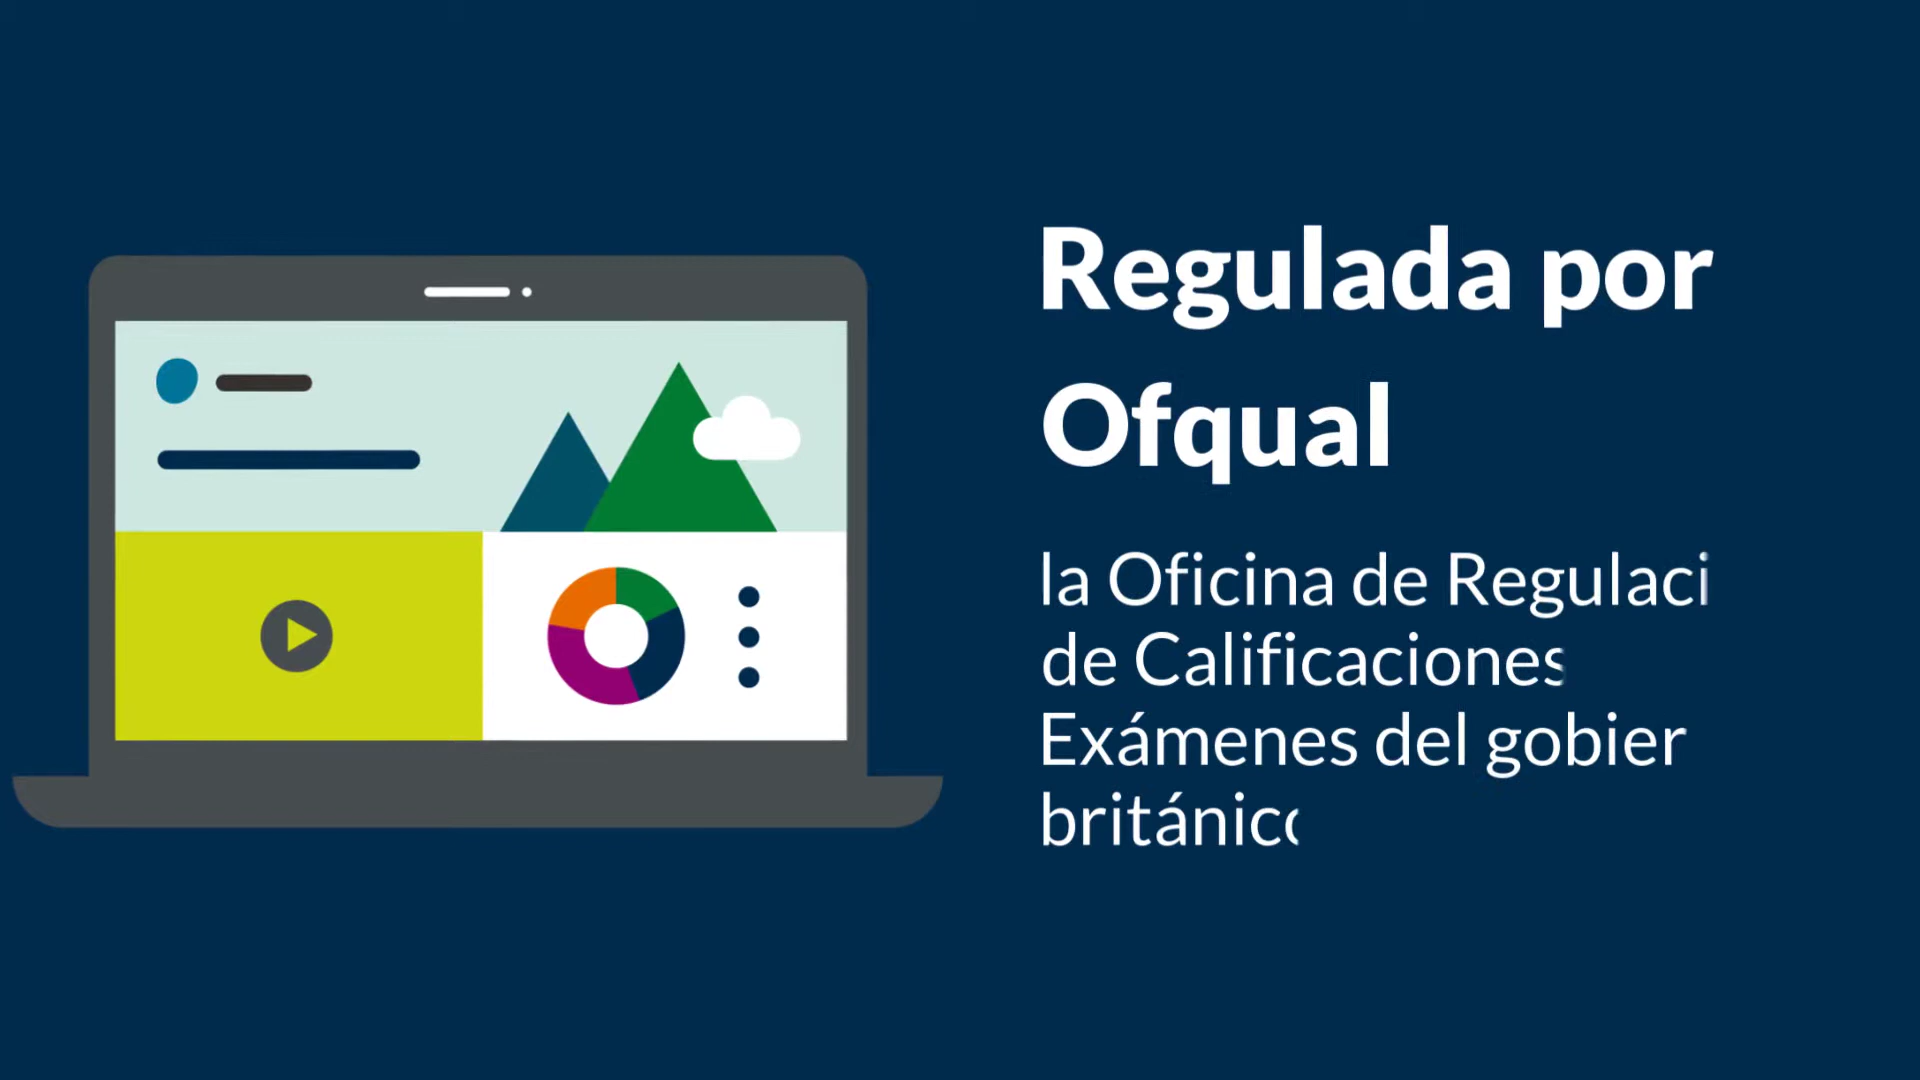 Regulada por
Ofqual
la Oficina de Regulaci
de Calificaciones
Exámenes del gobier
británico